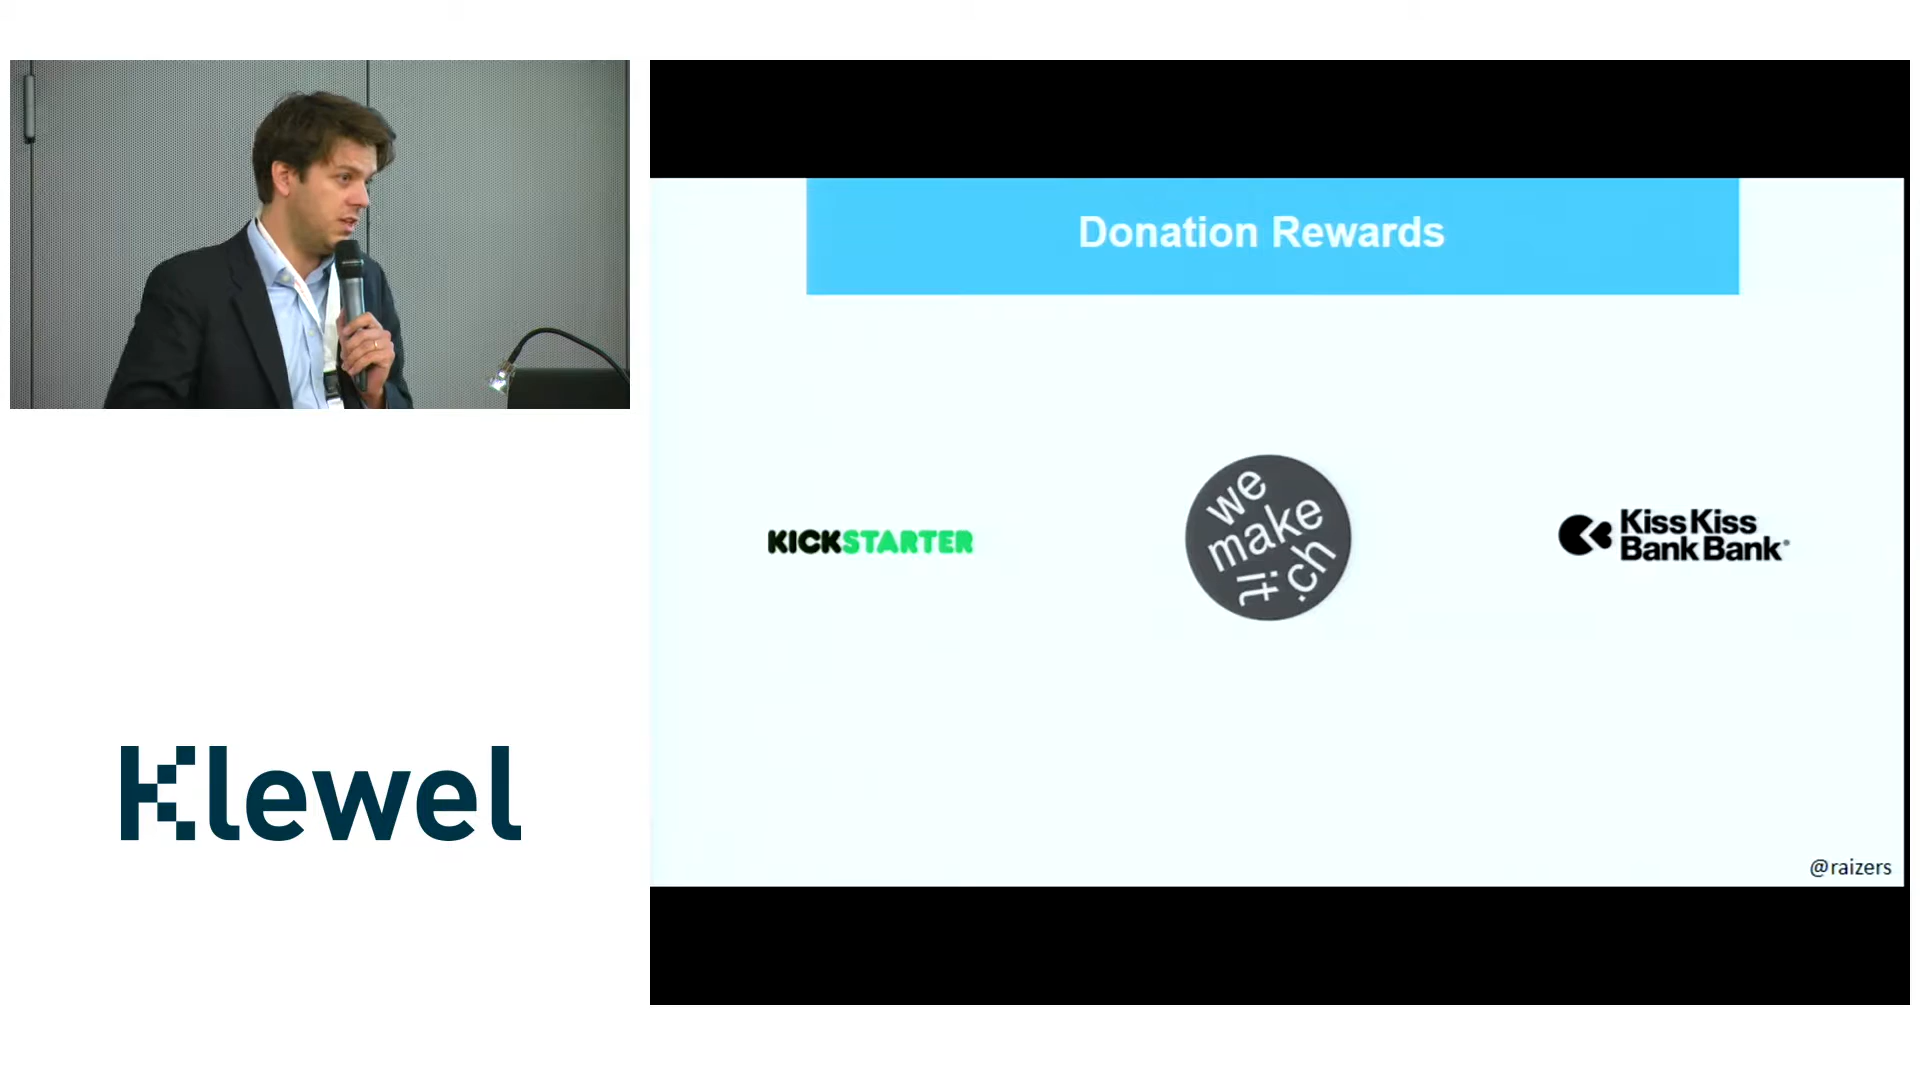 Donation Rewards
KICKSTARTER
we
make
it
.ch
KissKiss
BankBank
@raizers
Klewel